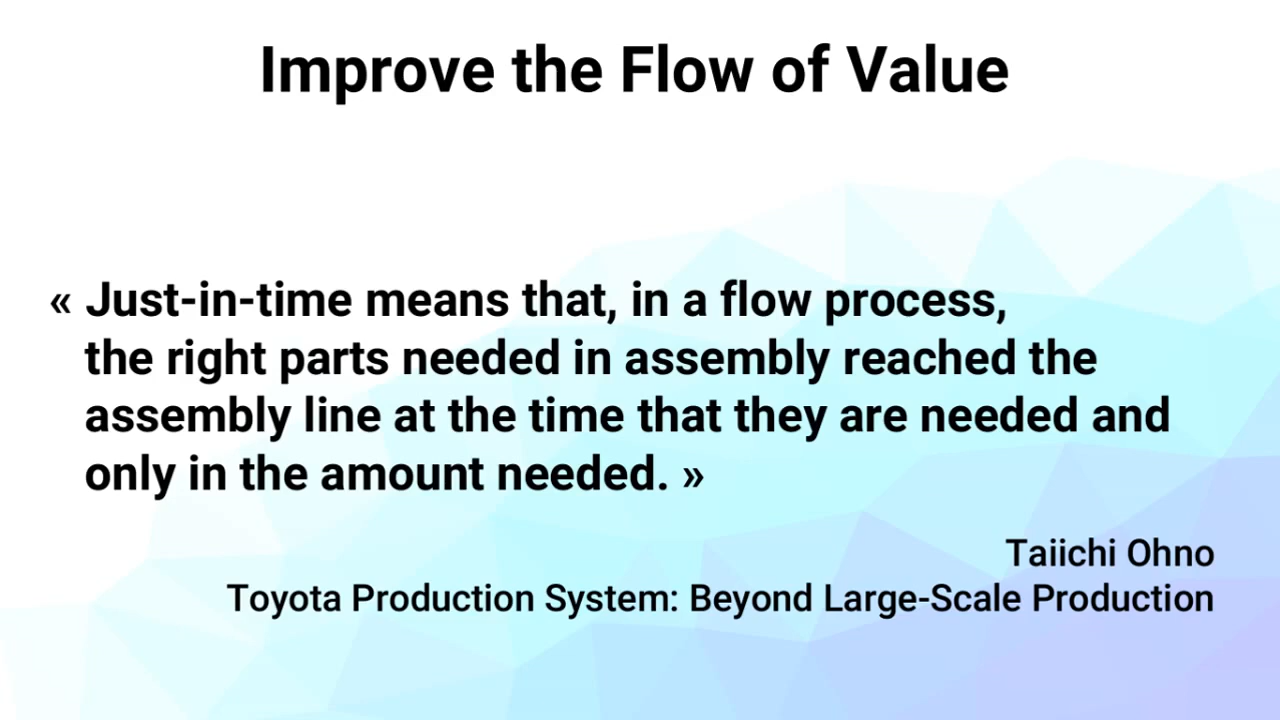 Improve the Flow of Value
« Just-in-time means that, in a flow process,
the right parts needed in assembly reached the
assembly line at the time that they are needed and
only in the amount needed. »
Taiichi Ohno
Toyota Production System: Beyond Large-Scale Production